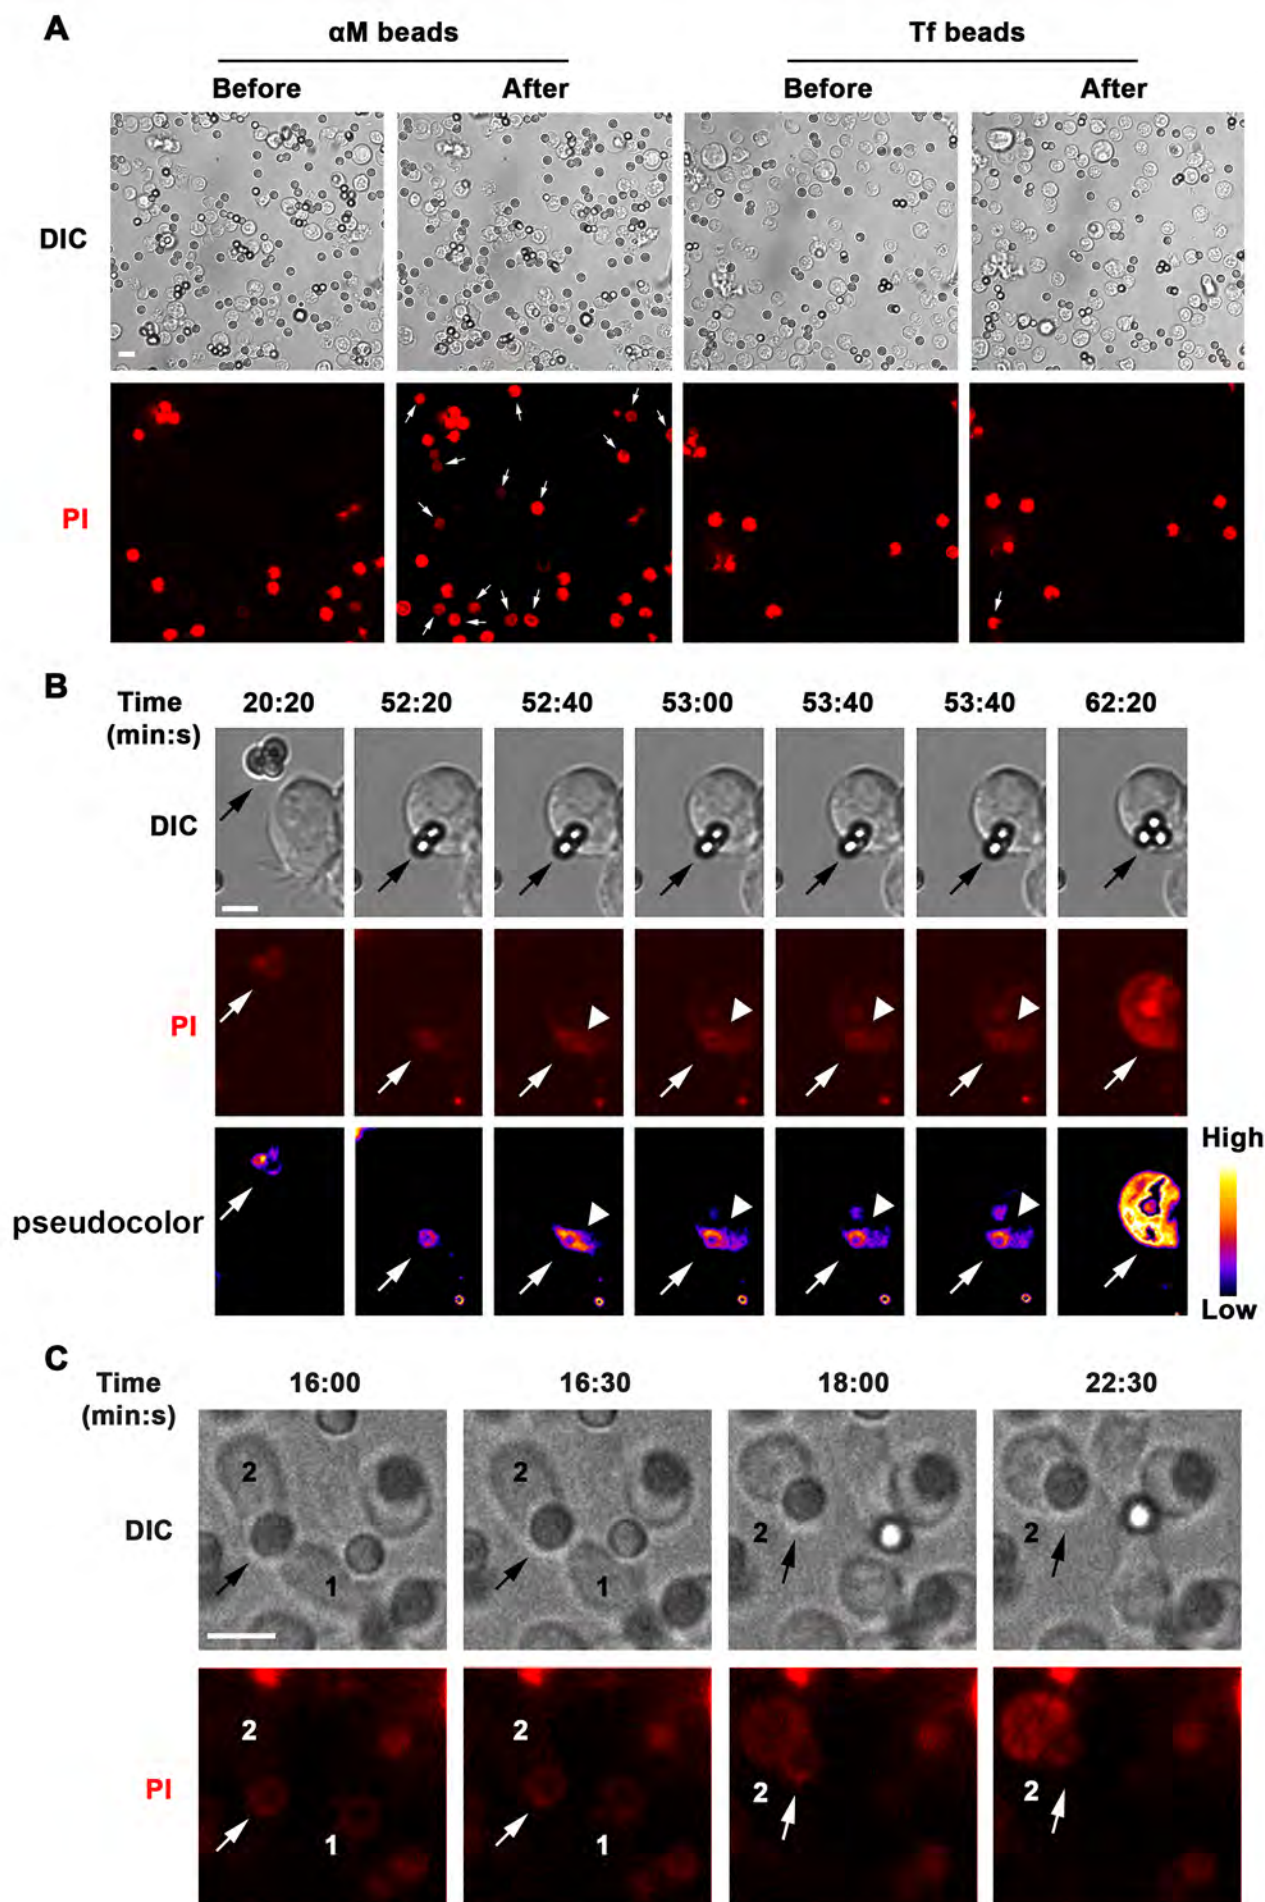 A
αM beads
Tf beads
Before
After
Before
After
DIC
PI
B
Time
(min:s)
20:20
52:20
52:40
53:00
53:40
53:40
62:20
DIC
PI
pseudocolor
High
Low
C
Time
(min:s)
16:00
16:30
18:00
22:30
DIC
2
1
2
1
2
2
PI
2
1
2
1
2
2